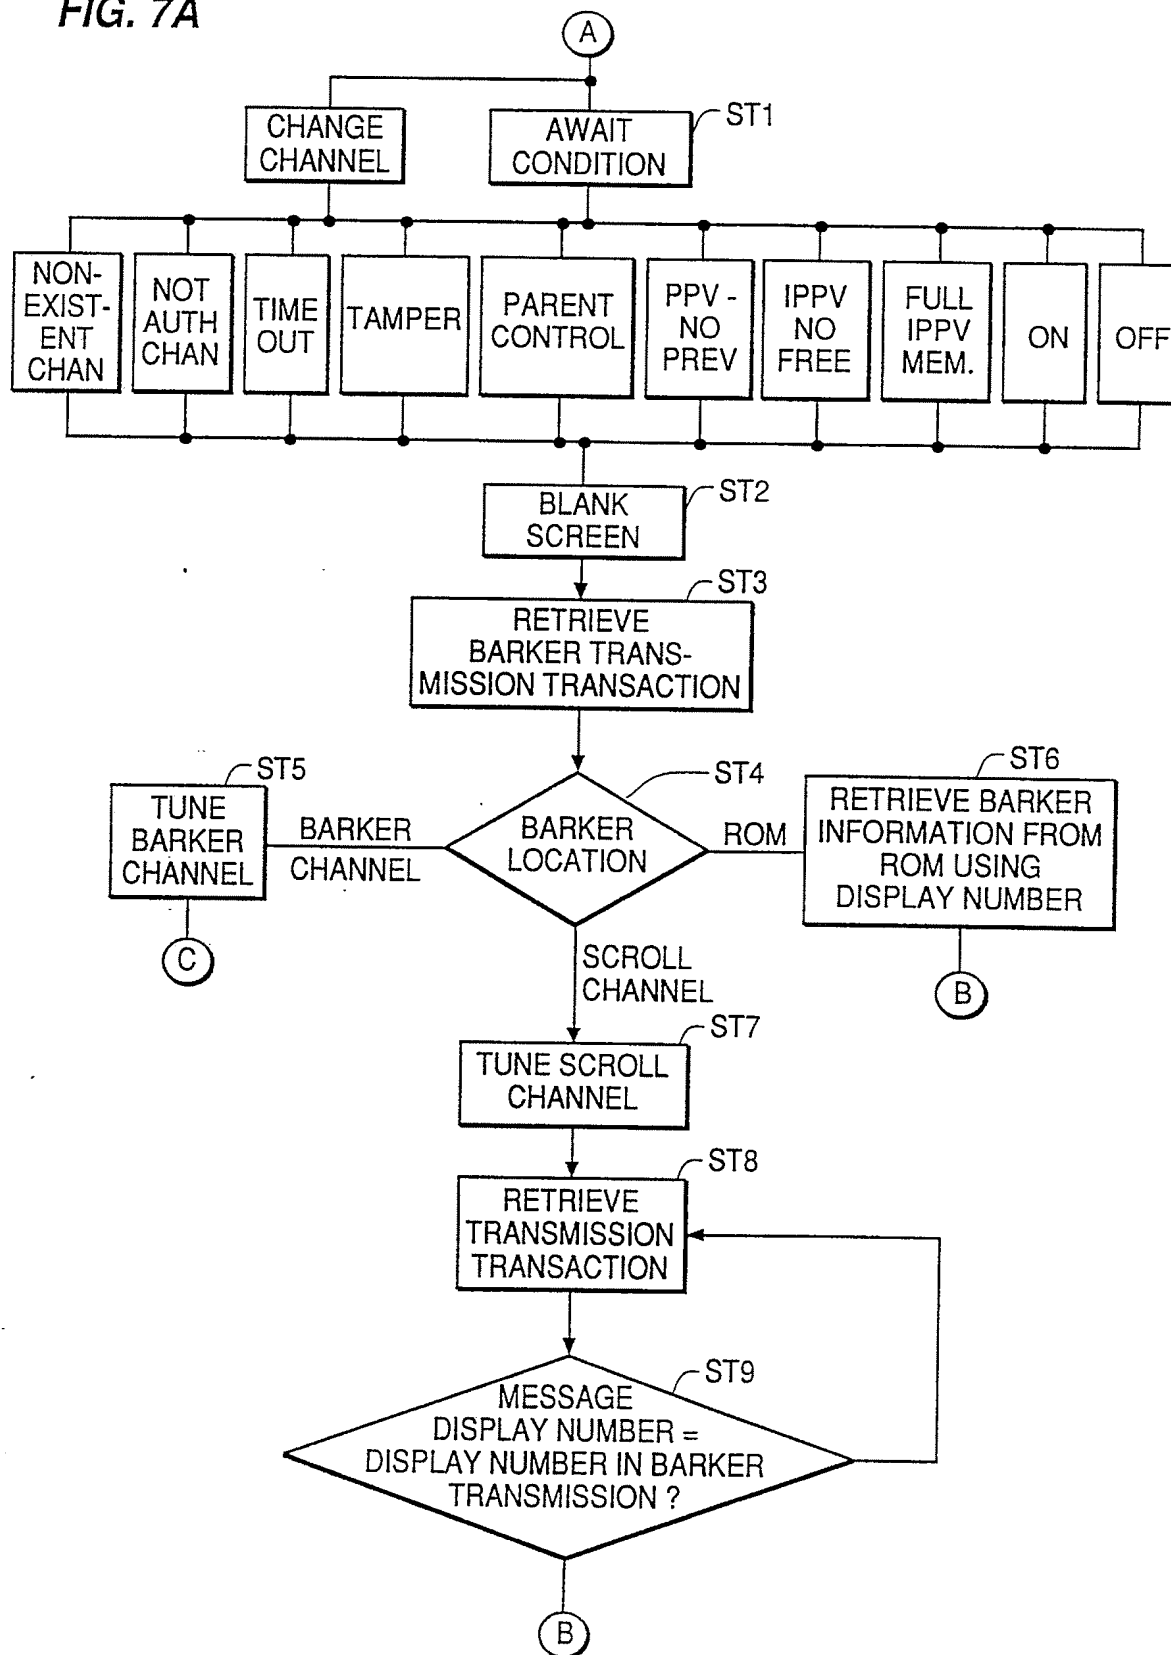 FIG. 7A
A
CHANGE
CHANNEL
AWAIT
CONDITION
ST1
NON-
EXIST-
ENT
CHAN
NOT
AUTH
CHAN
TIME
OUT
TAMPER
PARENT
CONTROL
PPV -
NO
PREV
IPPV
NO
FREE
FULL
IPPV
MEM.
ON
OFF
BLANK
SCREEN
ST2
RETRIEVE
BARKER TRANS-
MISSION TRANSACTION
ST3
TUNE
BARKER
CHANNEL
ST5
BARKER
CHANNEL
BARKER
LOCATION
ST4
ROM
RETRIEVE BARKER
INFORMATION FROM
ROM USING
DISPLAY NUMBER
ST6
C
SCROLL
CHANNEL
B
TUNE SCROLL
CHANNEL
ST7
RETRIEVE
TRANSMISSION
TRANSACTION
ST8
MESSAGE
DISPLAY NUMBER =
DISPLAY NUMBER IN BARKER
TRANSMISSION ?
ST9
B